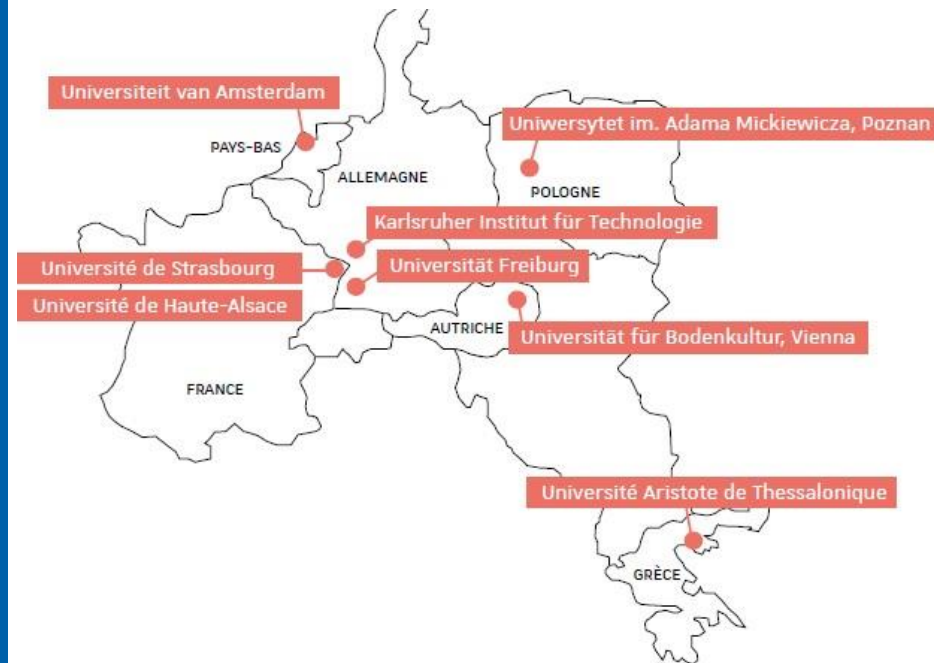 Universiteit van Amsterdam
Uniwersytet im. Adama Mickiewicza, Poznan
PAYS-BAS
ALLEMAGNE
POLOGNE
Karlsruher Institut für Technologie
Université de Strasbourg
Universität Freiburg
Université de Haute-Alsace
AUTRICHE
Universität für Bodenkultur, Vienna
FRANCE
Université Aristote de Thessalonique
GRÈCE